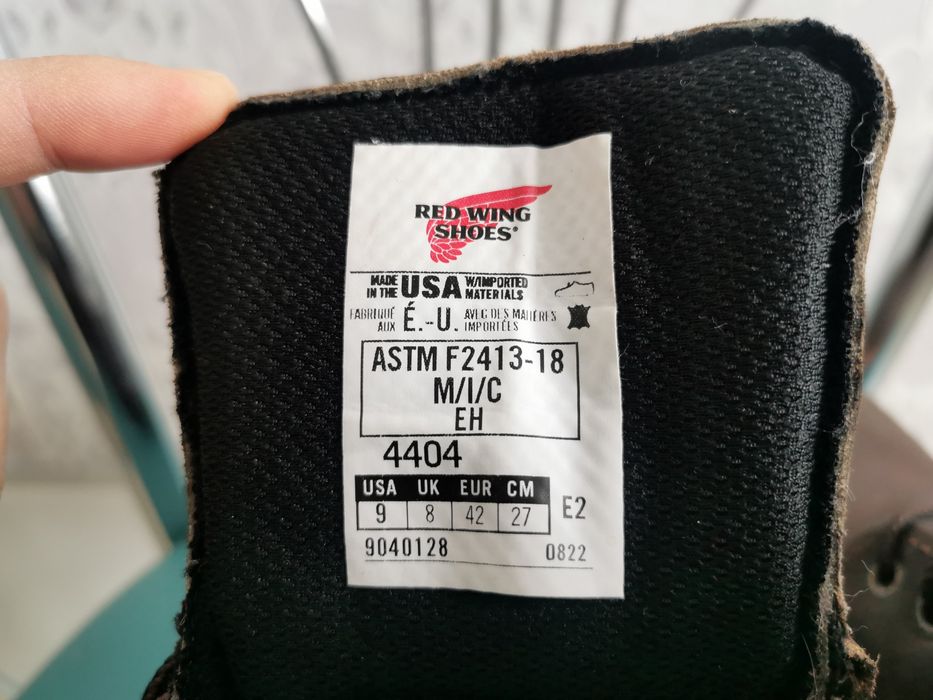 RED WING
SHOES®
MADE IN THE USA W/IMPORTED MATERIALS
FABRIQUÉ AUX É.-U. AVEC DES MATIÈRES IMPORTÉES
ASTM F2413-18
M/I/C
EH
4404
USA UK EUR CM
9 8 42 27 E2
9040128 0822